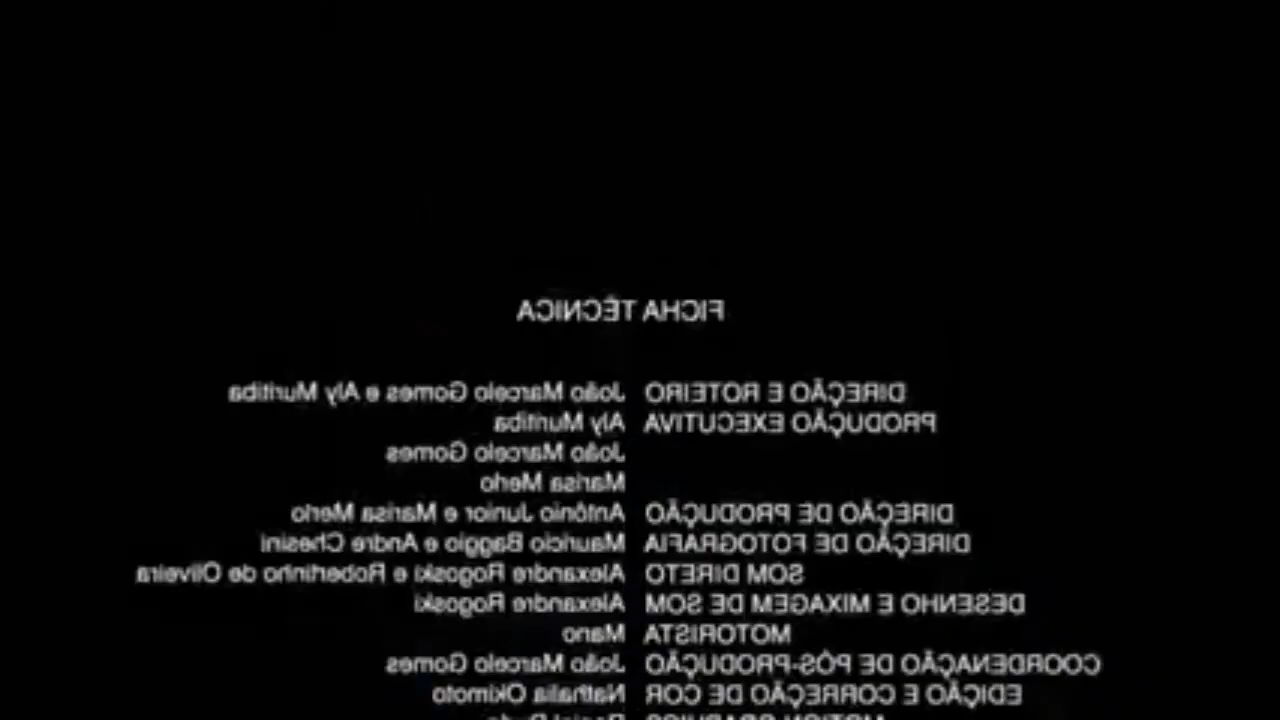 FICHA TÉCNICA
DIREÇÃO E ROTEIRO João Marcelo Gomes e Aly Muritiba
PRODUÇÃO EXECUTIVA Aly Muritiba
João Marcelo Gomes
Marisa Merlo
DIREÇÃO DE PRODUÇÃO Antônio Junior e Marisa Merlo
DIREÇÃO DE FOTOGRAFIA Mauricio Baggio e Andre Chesini
SOM DIRETO Alexandre Rogoski e Robertinho de Oliveira
DESENHO E MIXAGEM DE SOM Alexandre Rogoski
MOTORISTA Mano
COORDENAÇÃO DE PÓS-PRODUÇÃO João Marcelo Gomes
EDIÇÃO E CORREÇÃO DE COR Nathalia Okimoto
MOTION GRAPHICS